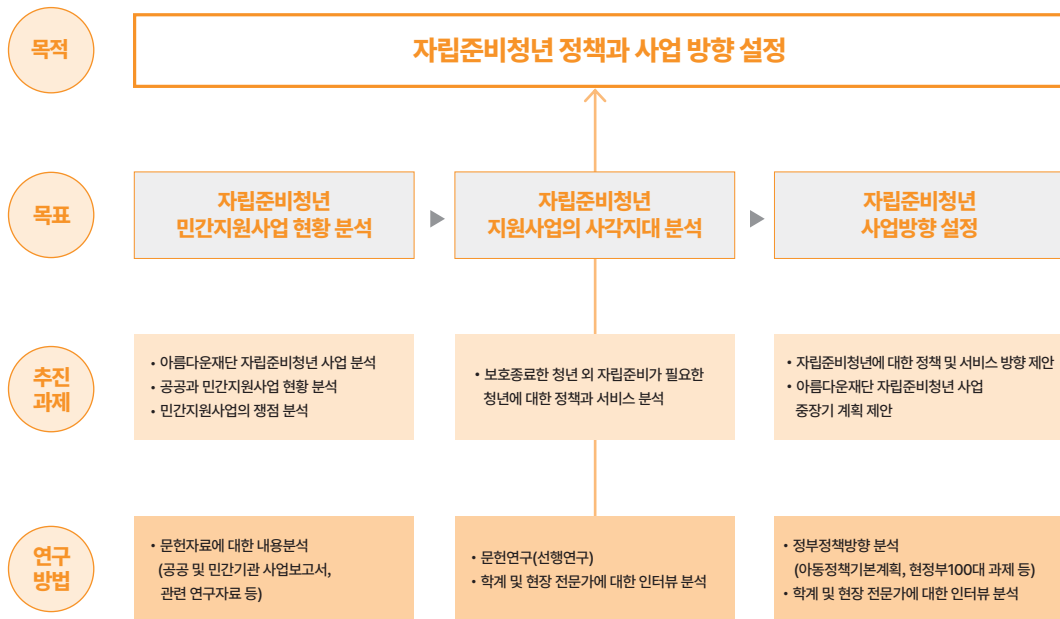 목적
자립준비청년 정책과 사업 방향 설정
목표
자립준비청년
민간지원사업 현황 분석
자립준비청년
지원사업의 사각지대 분석
자립준비청년
사업방향 설정
추진
과제
• 아름다운재단 자립준비청년 사업 분석
• 공공과 민간지원사업 현황 분석
• 민간지원사업의 쟁점 분석
• 보호종료한 청년 외 자립준비가 필요한
청년에 대한 정책과 서비스 분석
• 자립준비청년에 대한 정책 및 서비스 방향 제안
• 아름다운재단 자립준비청년 사업
중장기 계획 제안
연구
방법
• 문헌자료에 대한 내용분석
(공공 및 민간기관 사업보고서,
관련 연구자료 등)
• 문헌연구(선행연구)
• 학계 및 현장 전문가에 대한 인터뷰 분석
• 정부정책방향 분석
(아동정책기본계획, 현정부100대 과제 등)
• 학계 및 현장 전문가에 대한 인터뷰 분석